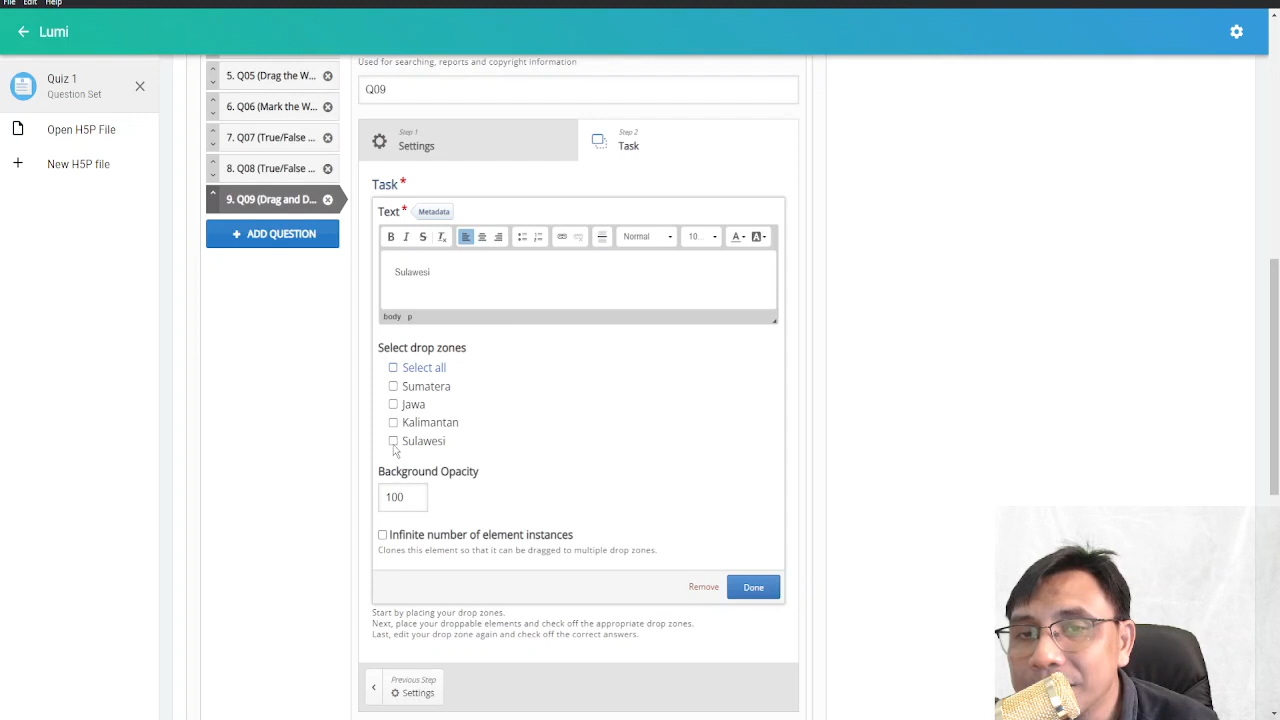 File Edit Help
Lumi
Quiz 1
Question Set
Open H5P File
New H5P file
5. Q05 (Drag the W...
6. Q06 (Mark the W...
7. Q07 (True/False ...
8. Q08 (True/False ...
9. Q09 (Drag and D...
+ ADD QUESTION
Used for searching, reports and copyright information
Q09
Step 1
Settings
Step 2
Task
Task*
Text* Metadata
B I S Tx Normal 10... A A
Sulawesi
body p
Select drop zones
Select all
Sumatera
Jawa
Kalimantan
Sulawesi
Background Opacity
100
Infinite number of element instances
Clones this element so that it can be dragged to multiple drop zones.
Remove Done
Start by placing your drop zones.
Next, place your droppable elements and check off the appropriate drop zones.
Last, edit your drop zone again and check off the correct answers.
Previous Step
Settings